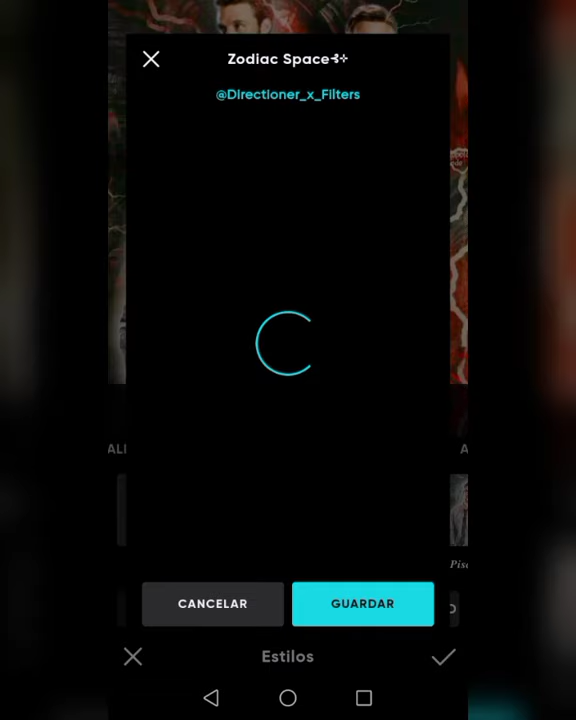 Zodiac Space
@Directioner_x_Filters
CANCELAR
GUARDAR
Estilos